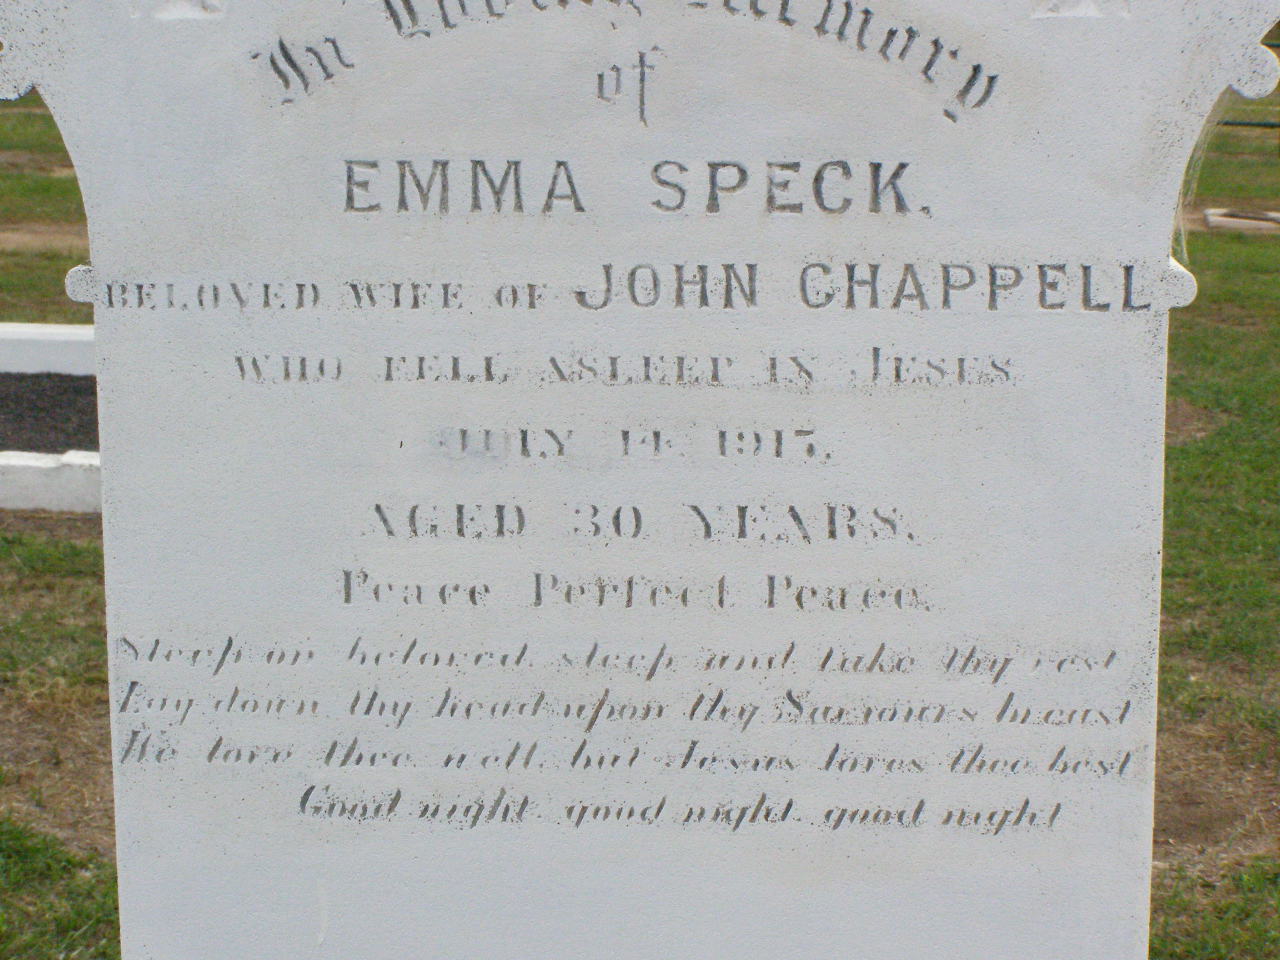 In Loving Memory
of
EMMA SPECK.
BELOVED WIFE OF JOHN CHAPPELL
WHO FELL ASLEEP IN JESUS
JULY 14. 1917.
AGED 30 YEARS.
Peace Perfect Peace.
Sleep on beloved, sleep, and take thy rest
Lay down thy head upon thy Saviours breast
We love thee well, but Jesus loves thee best
Good night, good night, good night